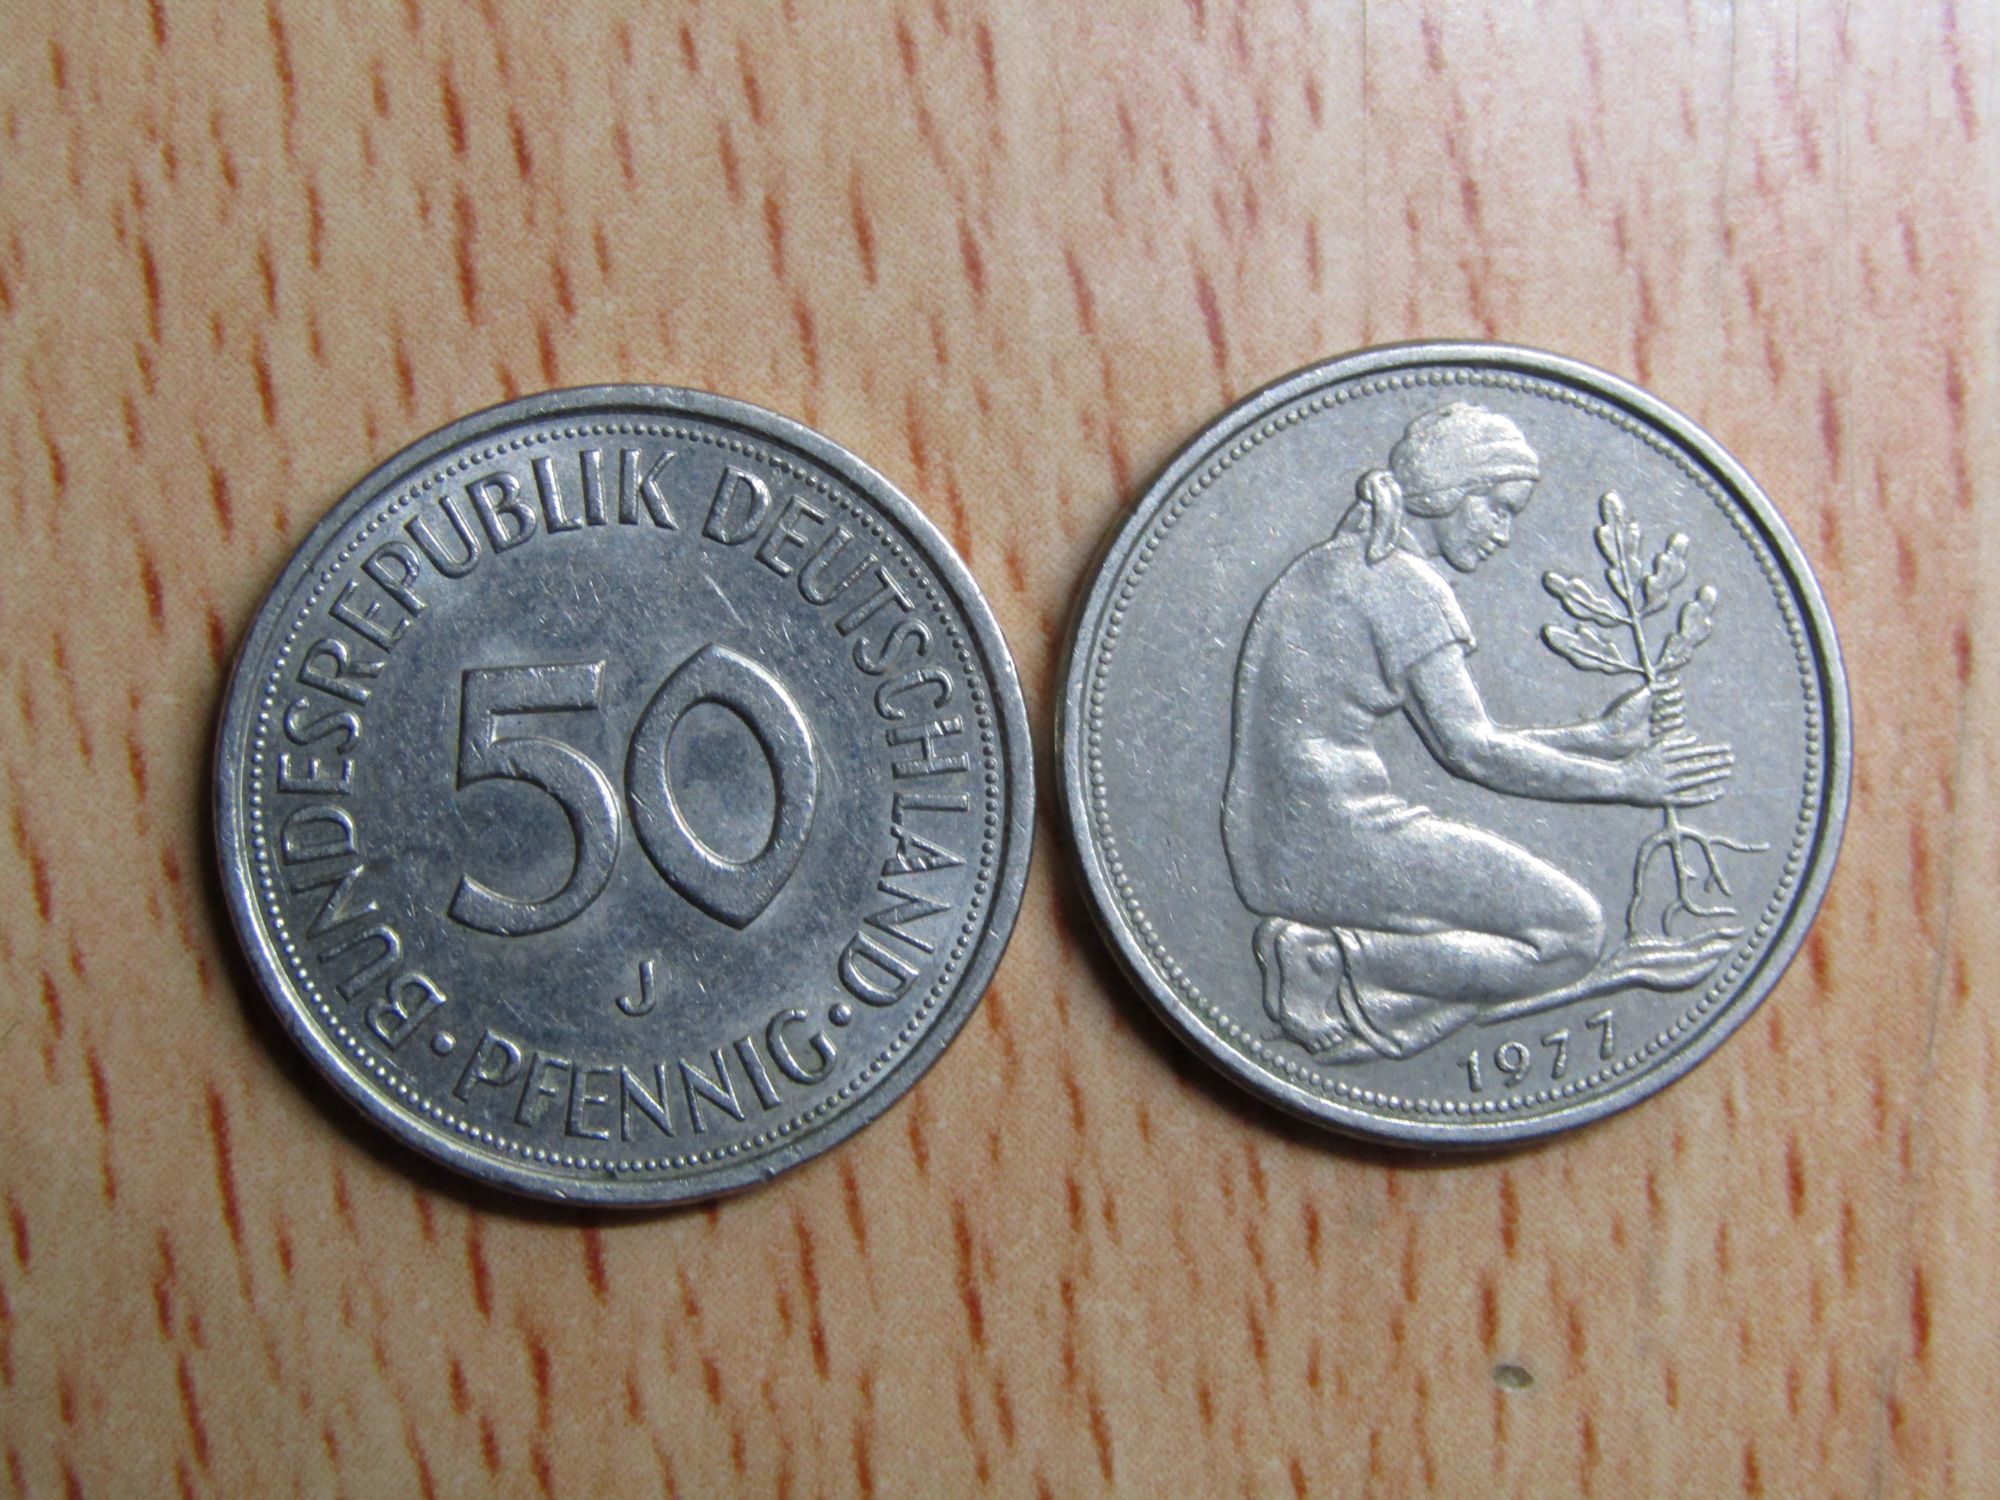 BUNDESREPUBLIK DEUTSCHLAND
50
J
PFENNIG
1977